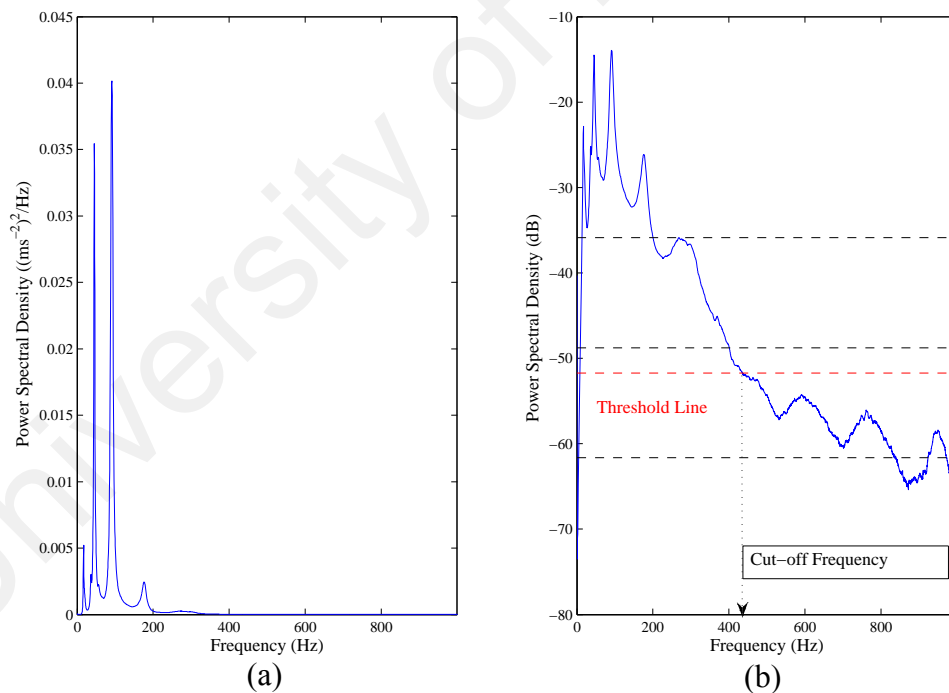 University of
0.045
0.04
0.035
0.03
0.025
0.02
0.015
0.01
0.005
0
0 200 400 600 800
Power Spectral Density ((ms⁻²)²/Hz)
Frequency (Hz)
(a)
−10
−20
−30
−40
−50
−60
−70
−80
0 200 400 600 800
Power Spectral Density (dB)
Threshold Line
Cut−off Frequency
Frequency (Hz)
(b)